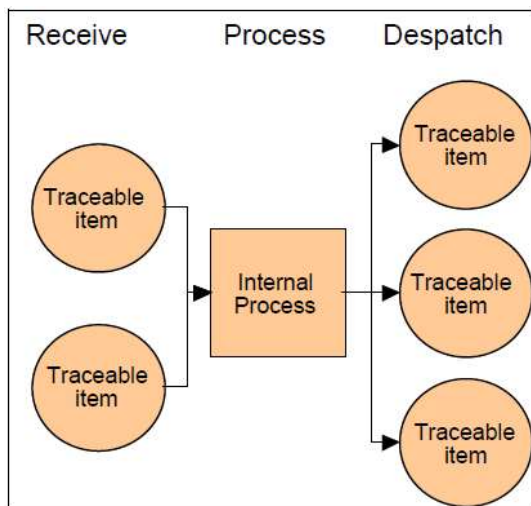 Receive
Process
Despatch
Traceable
item
Traceable
item
Internal
Process
Traceable
item
Traceable
item
Traceable
item